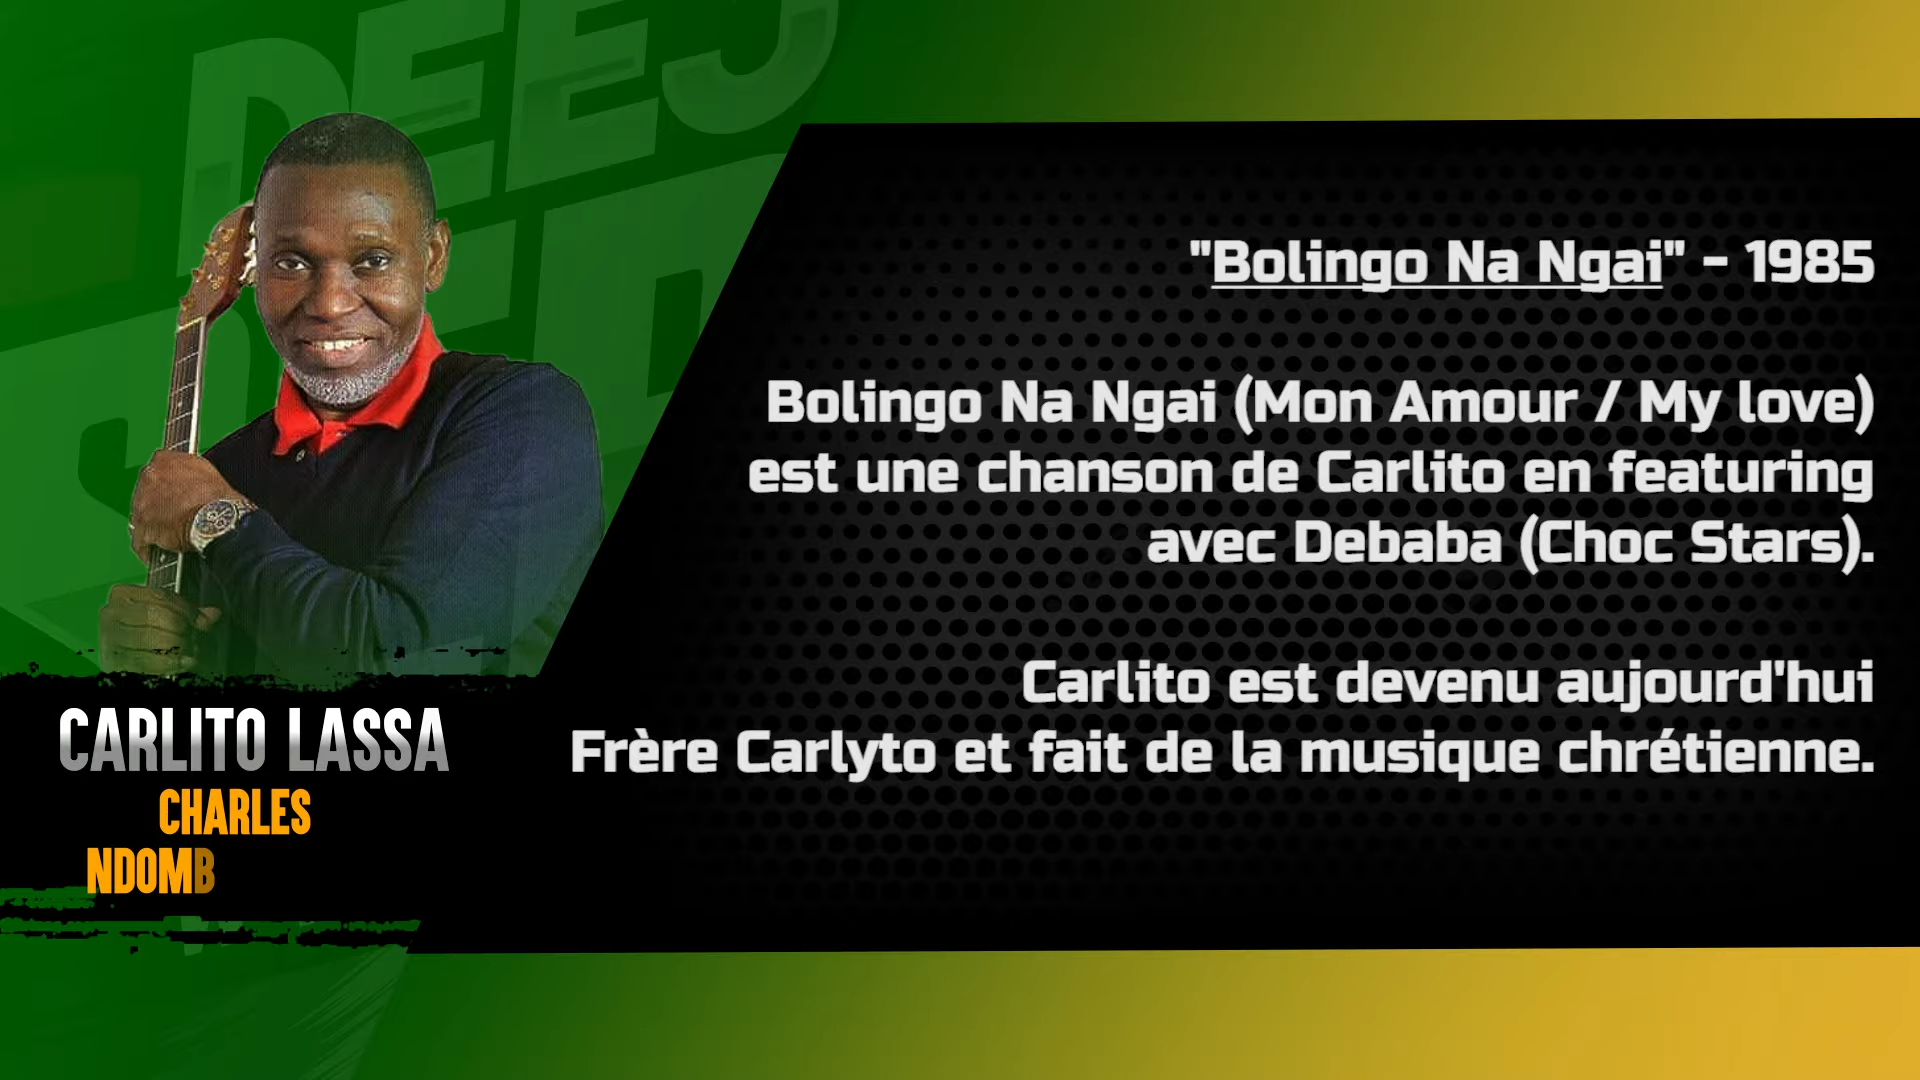 DEEJ
"Bolingo Na Ngai" - 1985
Bolingo Na Ngai (Mon Amour / My love)
est une chanson de Carlito en featuring
avec Debaba (Choc Stars).
Carlito est devenu aujourd'hui
Frère Carlyto et fait de la musique chrétienne.
CARLITO LASSA
CHARLES
NDOMB